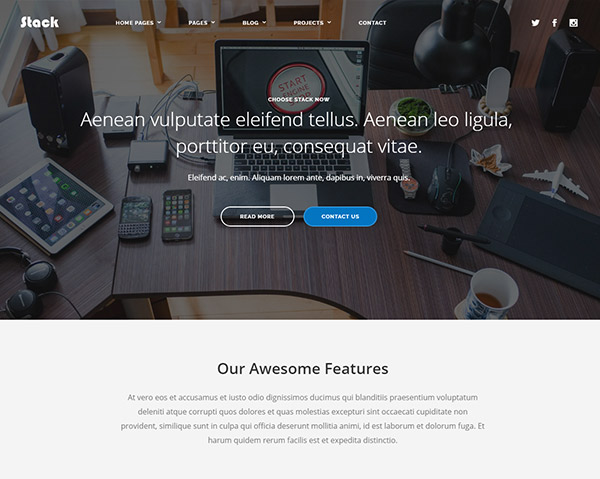 Stack
HOME PAGES
PAGES
BLOG
PROJECTS
CONTACT
START
ENGINE
CHOOSE STACK NOW
Aenean vulputate eleifend tellus. Aenean leo ligula,
porttitor eu, consequat vitae.
Eleifend ac, enim. Aliquam lorem ante, dapibus in, viverra quis.
READ MORE
CONTACT US
Our Awesome Features
At vero eos et accusamus et iusto odio dignissimos ducimus qui blanditiis praesentium voluptatum
deleniti atque corrupti quos dolores et quas molestias excepturi sint occaecati cupiditate non
provident, similique sunt in culpa qui officia deserunt mollitia animi, id est laborum et dolorum fuga. Et
harum quidem rerum facilis est et expedita distinctio.